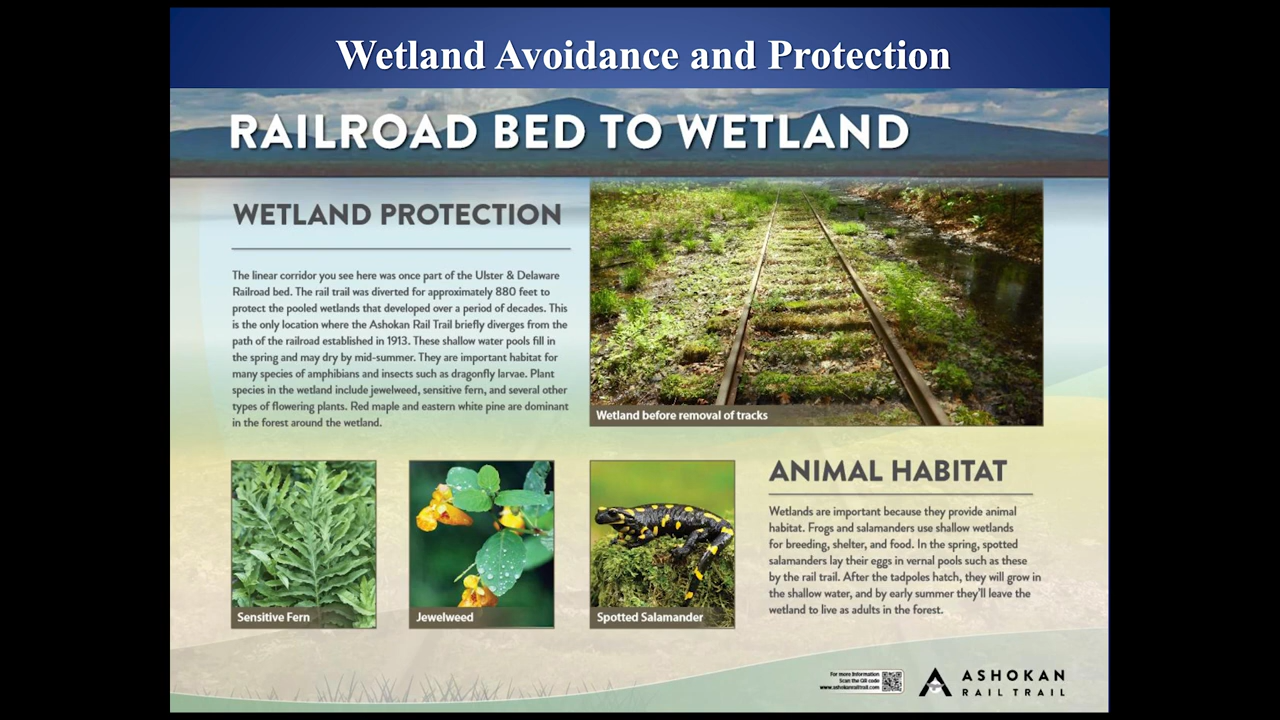 Wetland Avoidance and Protection
RAILROAD BED TO WETLAND
WETLAND PROTECTION
The linear corridor you see here was once part of the Ulster & Delaware
Railroad bed. The rail trail was diverted for approximately 880 feet to
protect the pooled wetlands that developed over a period of decades. This
is the only location where the Ashokan Rail Trail briefly diverges from the
path of the railroad established in 1913. These shallow water pools fill in
the spring and may dry by mid-summer. They are important habitat for
many species of amphibians and insects such as dragonfly larvae. Plant
species in the wetland include jewelweed, sensitive fern, and several other
types of flowering plants. Red maple and eastern white pine are dominant
in the forest around the wetland.
Wetland before removal of tracks
Sensitive Fern
Jewelweed
Spotted Salamander
ANIMAL HABITAT
Wetlands are important because they provide animal
habitat. Frogs and salamanders use shallow wetlands
for breeding, shelter, and food. In the spring, spotted
salamanders lay their eggs in vernal pools such as these
by the rail trail. After the tadpoles hatch, they will grow in
the shallow water, and by early summer they'll leave the
wetland to live as adults in the forest.
For more information
Scan the QR code
www.ashokanrailtrail.com
ASHOKAN
RAIL TRAIL